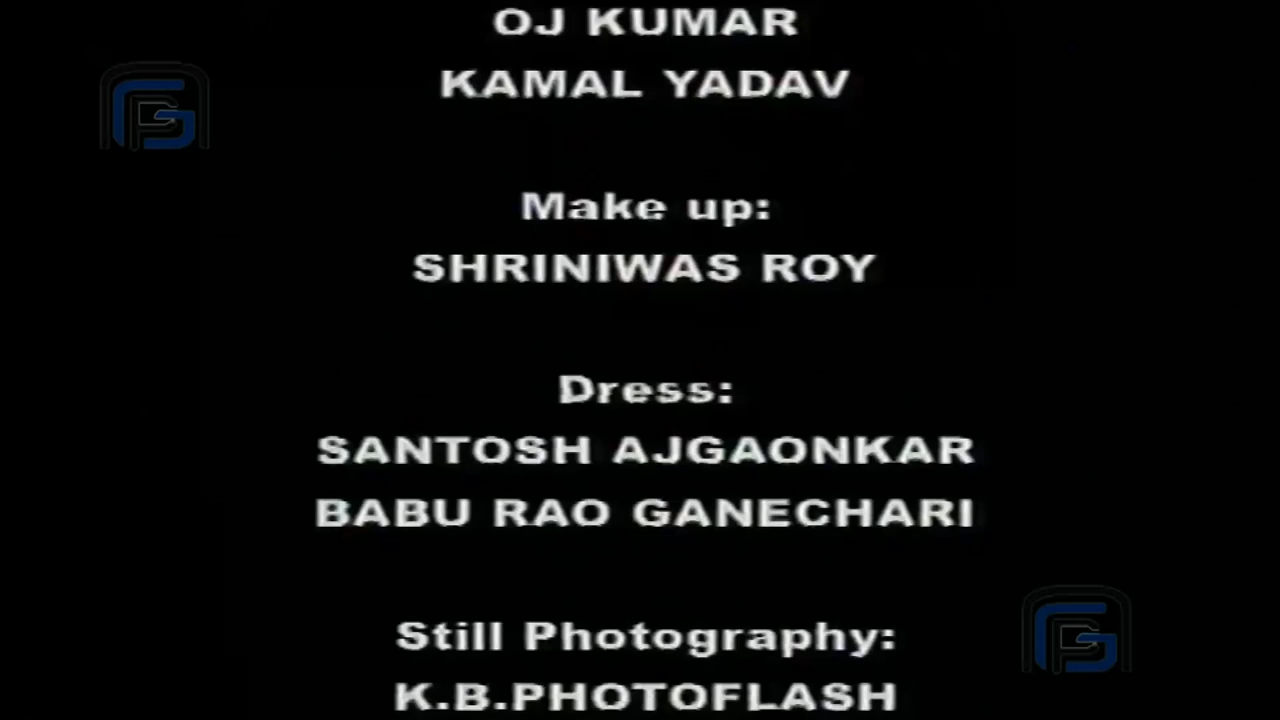 OJ KUMAR
KAMAL YADAV
Make up:
SHRINIWAS ROY
Dress:
SANTOSH AJGAONKAR
BABU RAO GANECHARI
Still Photography:
K.B.PHOTOFLASH